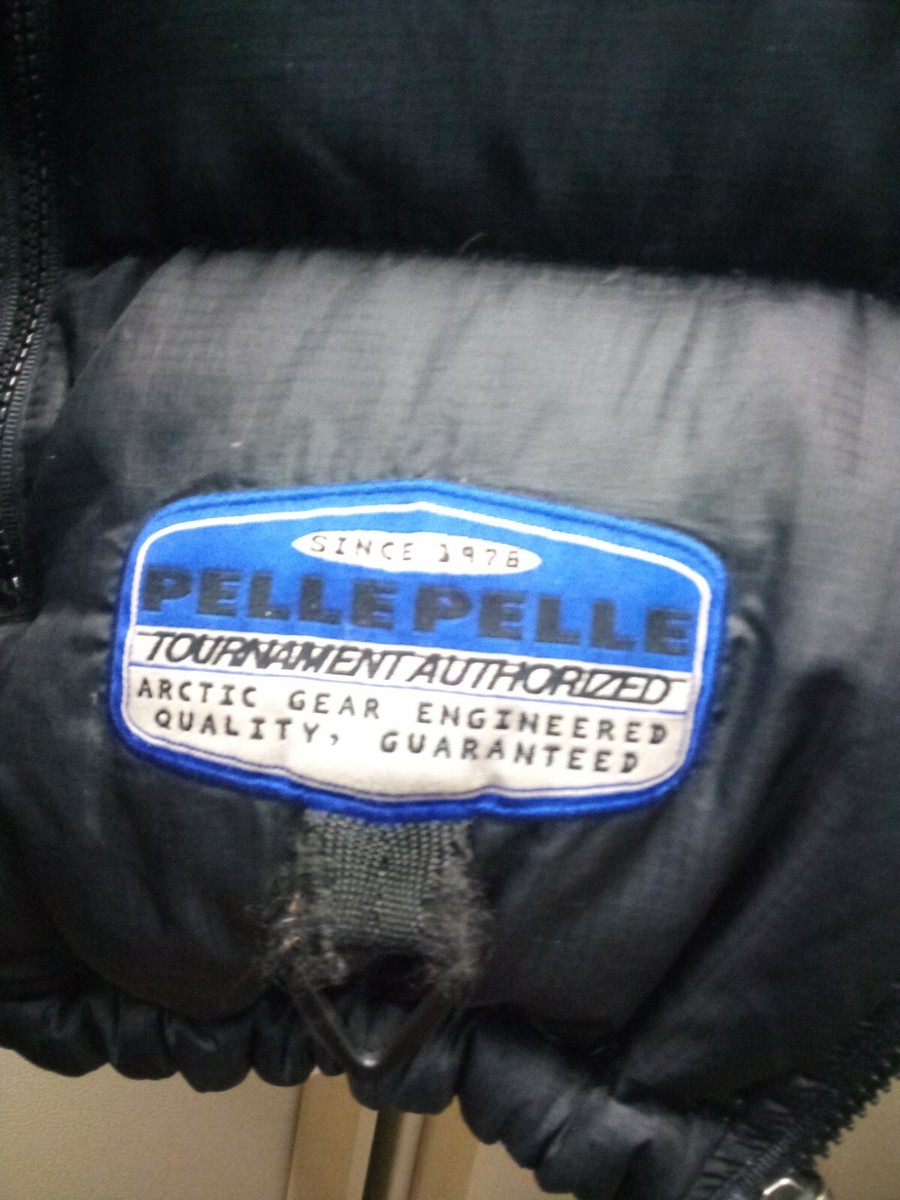 SINCE 1978
PELLE PELLE
TOURNAMENT AUTHORIZED
ARCTIC GEAR ENGINEERED
QUALITY, GUARANTEED